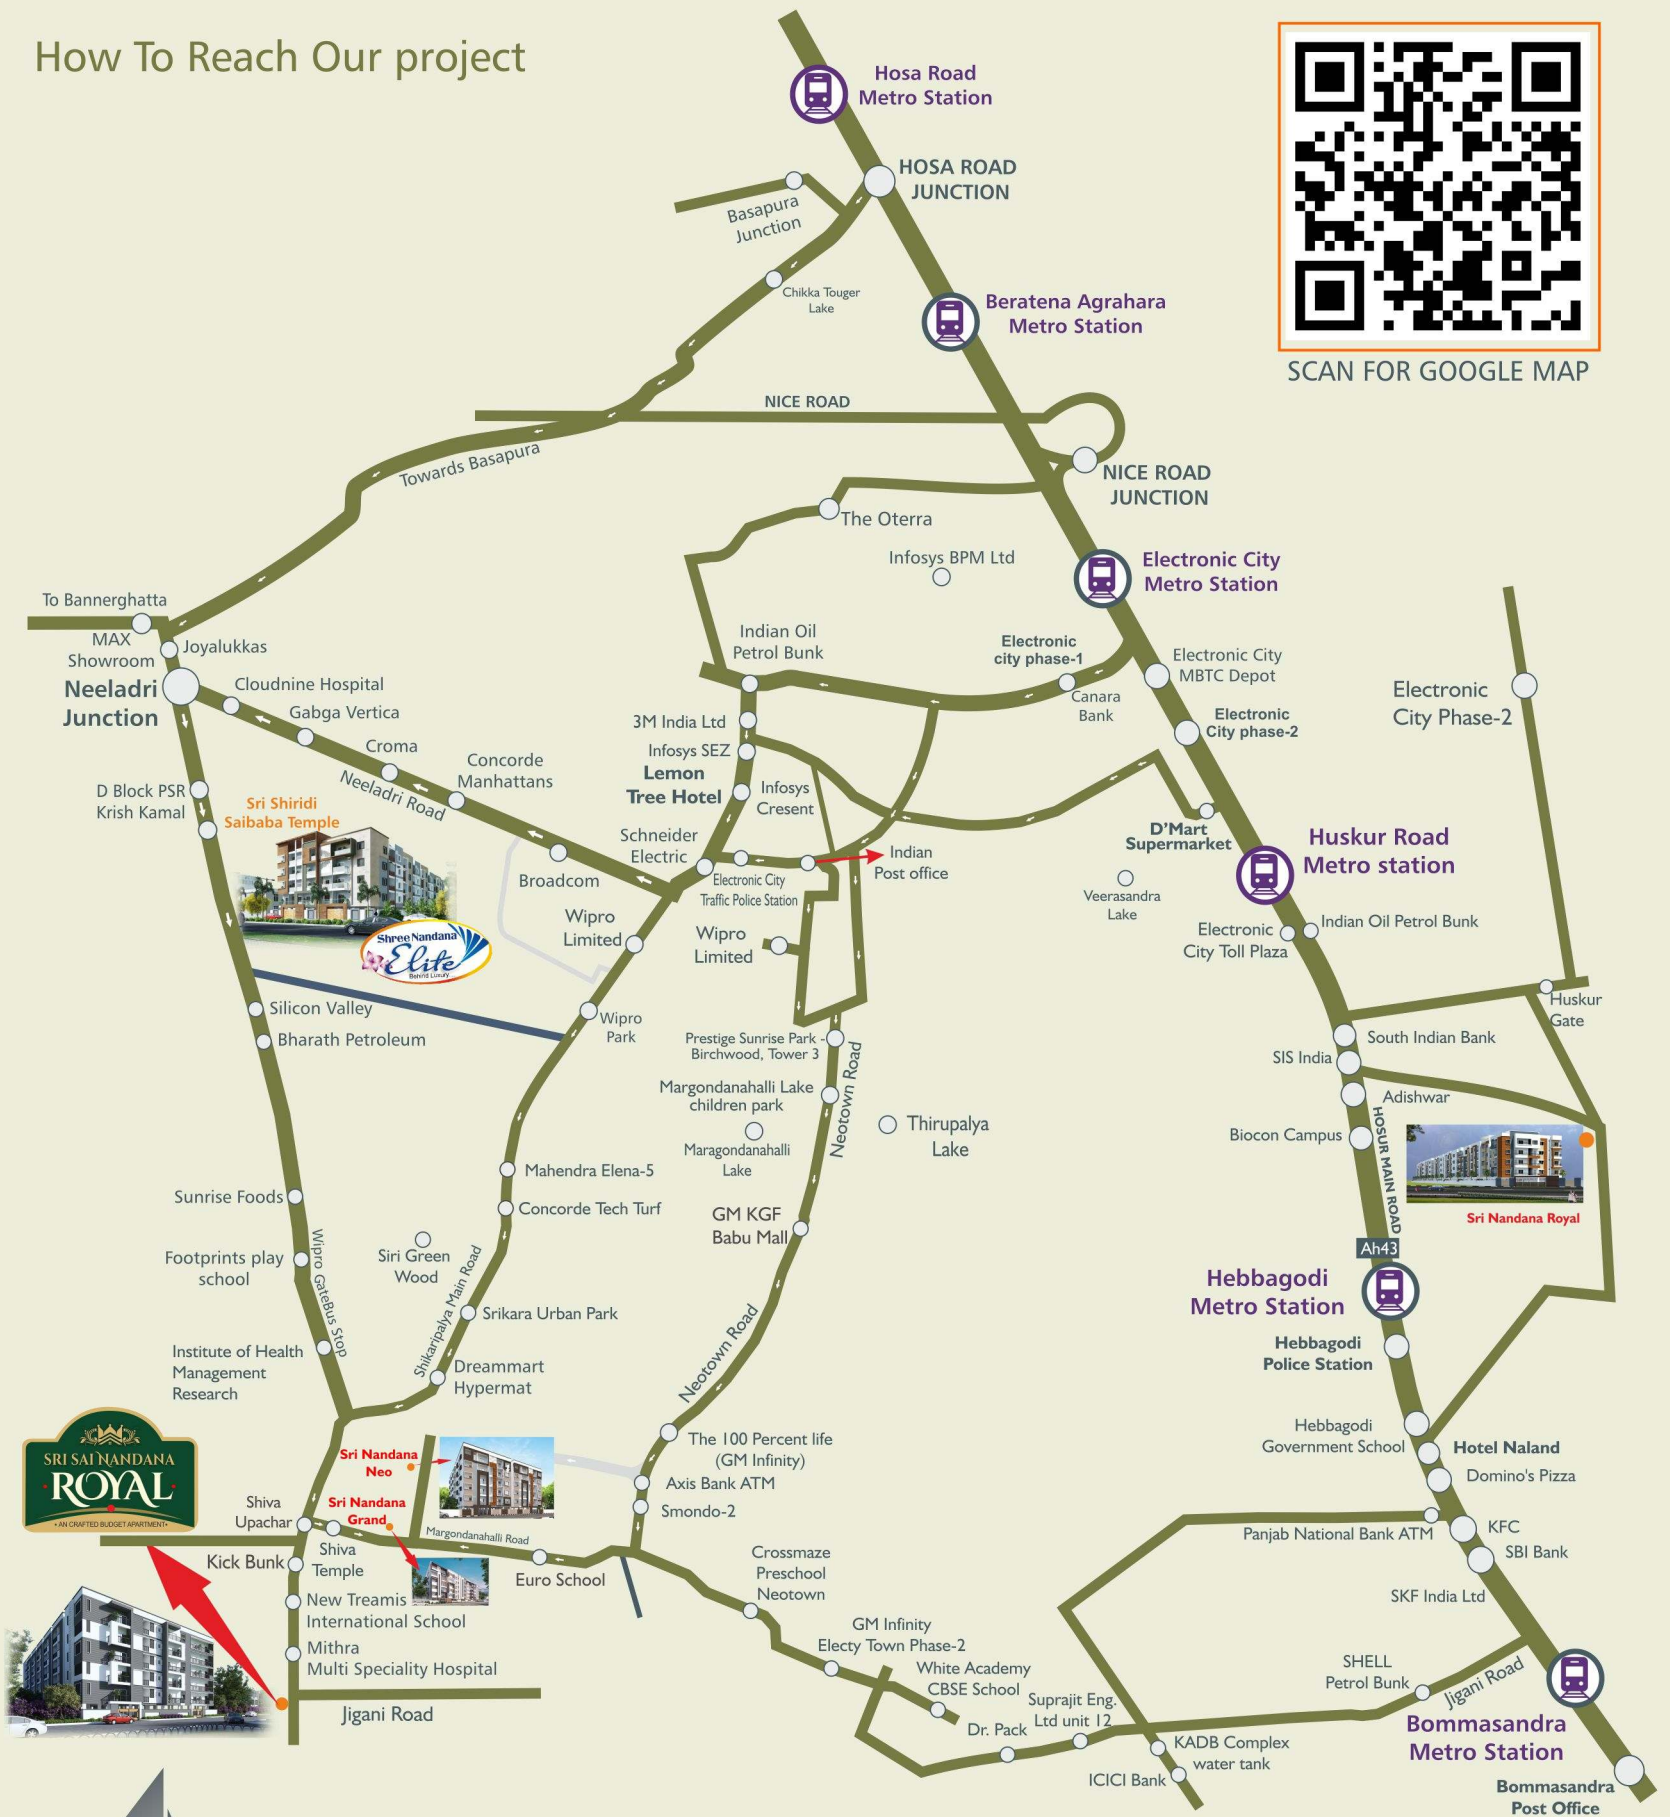 How To Reach Our project
Hosa Road
Metro Station
HOSA ROAD
JUNCTION
Basapura
Junction
Chikka Touger
Lake
Beratena Agrahara
Metro Station
SCAN FOR GOOGLE MAP
NICE ROAD
Towards Basapura
NICE ROAD
JUNCTION
The Oterra
Infosys BPM Ltd
Electronic City
Metro Station
To Bannerghatta
MAX
Showroom
Joyalukkas
Neeladri
Junction
Cloudnine Hospital
Gabga Vertica
Croma
Neeladri Road
Concorde
Manhattans
Indian Oil
Petrol Bunk
Electronic
city phase-1
Canara
Bank
Electronic City
MBTC Depot
Electronic
City phase-2
Electronic
City Phase-2
3M India Ltd
Infosys SEZ
Lemon
Tree Hotel
Infosys
Cresent
D Block PSR
Krish Kamal
Sri Shiridi
Saibaba Temple
Schneider
Electric
Broadcom
Electronic City
Traffic Police Station
Indian
Post office
D'Mart
Supermarket
Huskur Road
Metro station
Veerasandra
Lake
Shree Nandana
Elite
Behind Luxury
Wipro
Limited
Wipro
Limited
Electronic
City Toll Plaza
Indian Oil Petrol Bunk
Silicon Valley
Bharath Petroleum
Wipro
Park
Prestige Sunrise Park -
Birchwood, Tower 3
Neotown Road
Huskur
Gate
South Indian Bank
SIS India
Adishwar
Margondanahalli Lake
children park
Maragondanahalli
Lake
Thirupalya
Lake
Biocon Campus
HOSUR MAIN ROAD
Sri Nandana Royal
Ah43
Mahendra Elena-5
Concorde Tech Turf
Sunrise Foods
Footprints play
school
Wipro GateBus Stop
Siri Green
Wood
Shikaripalya Main Road
Srikara Urban Park
GM KGF
Babu Mall
Hebbagodi
Metro Station
Hebbagodi
Police Station
Institute of Health
Management
Research
Dreammart
Hypermat
Neotown Road
Hebbagodi
Government School
Hotel Naland
Domino's Pizza
SRI SAI NANDANA
ROYAL
• AN CRAFTED BUDGET APARTMENT •
Sri Nandana
Neo
Sri Nandana
Grand
The 100 Percent life
(GM Infinity)
Axis Bank ATM
Smondo-2
Shiva
Upachar
Margondanahalli Road
Panjab National Bank ATM
KFC
SBI Bank
Kick Bunk
Shiva
Temple
Euro School
Crossmaze
Preschool
Neotown
SKF India Ltd
New Treamis
International School
GM Infinity
Electy Town Phase-2
Mithra
Multi Speciality Hospital
White Academy
CBSE School
SHELL
Petrol Bunk
Jigani Road
Jigani Road
Suprajit Eng.
Ltd unit 12
Dr. Pack
KADB Complex
water tank
ICICI Bank
Bommasandra
Metro Station
Bommasandra
Post Office